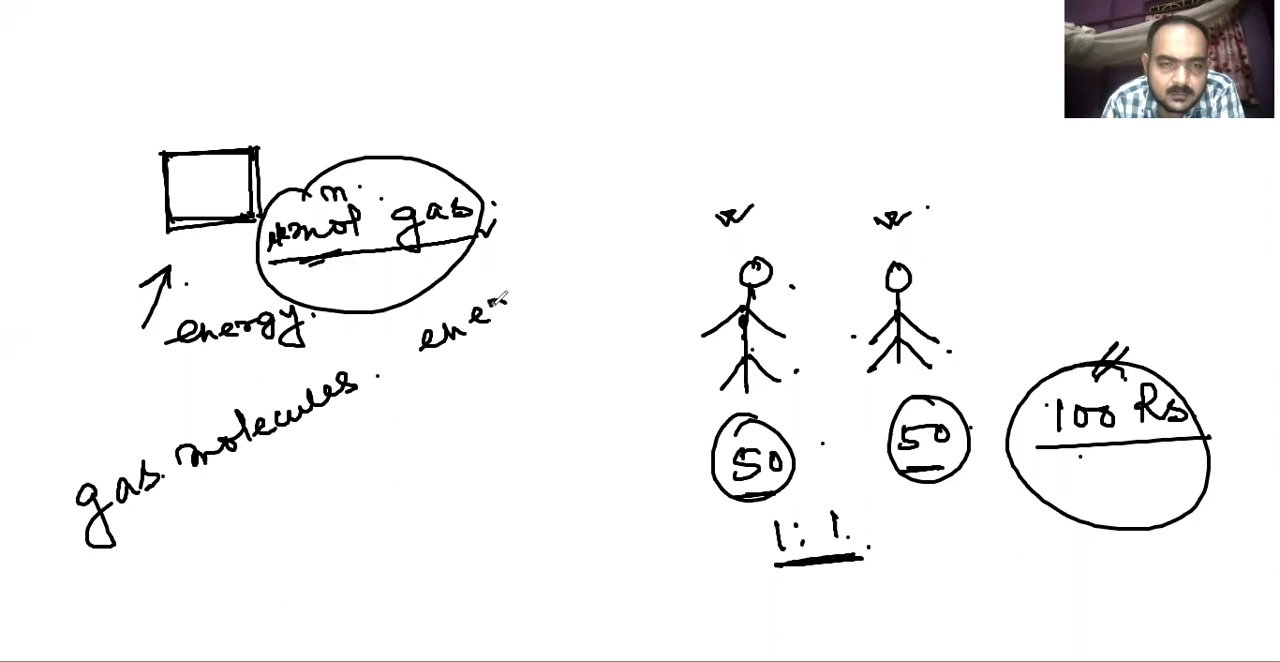 n
mol gas
energy.
ene
gas molecules.
50
50
100 Rs
1:1